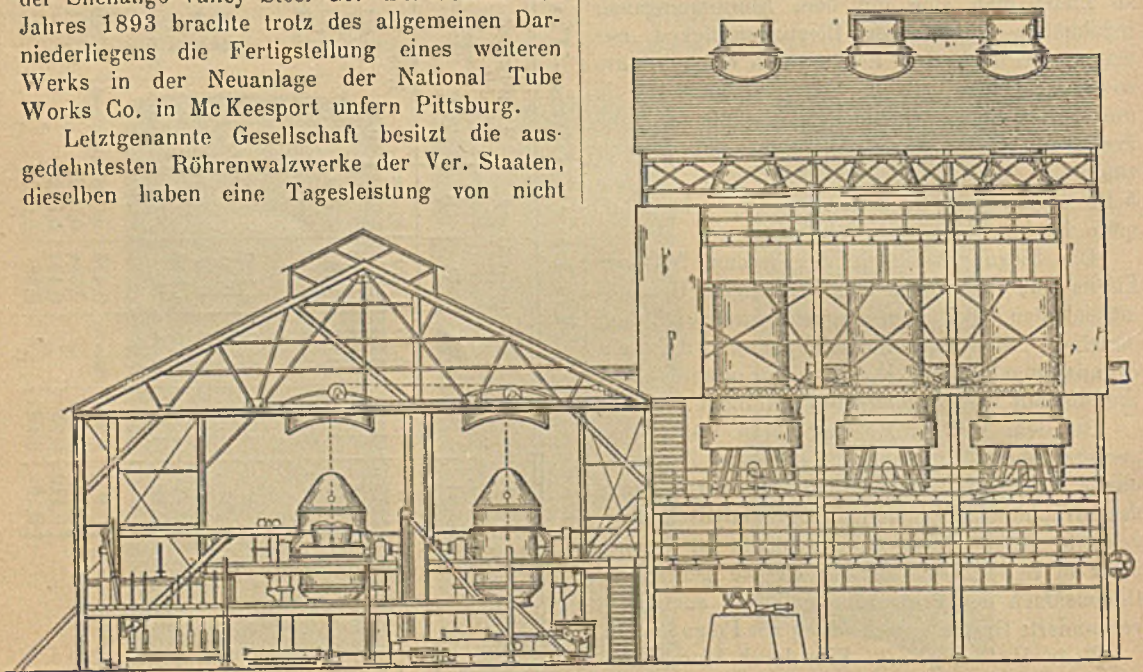 Jahres 1893 brachte trotz des allgemeinen Dar-
niederliegens die Fertigstellung eines weiteren
Werks in der Neuanlage der National Tube
Works Co. in McKeesport unfern Pittsburg.
Letztgenannte Gesellschaft besitzt die aus-
gedehntesten Röhrenwalzwerke der Ver. Staaten,
dieselben haben eine Tagesleistung von nicht